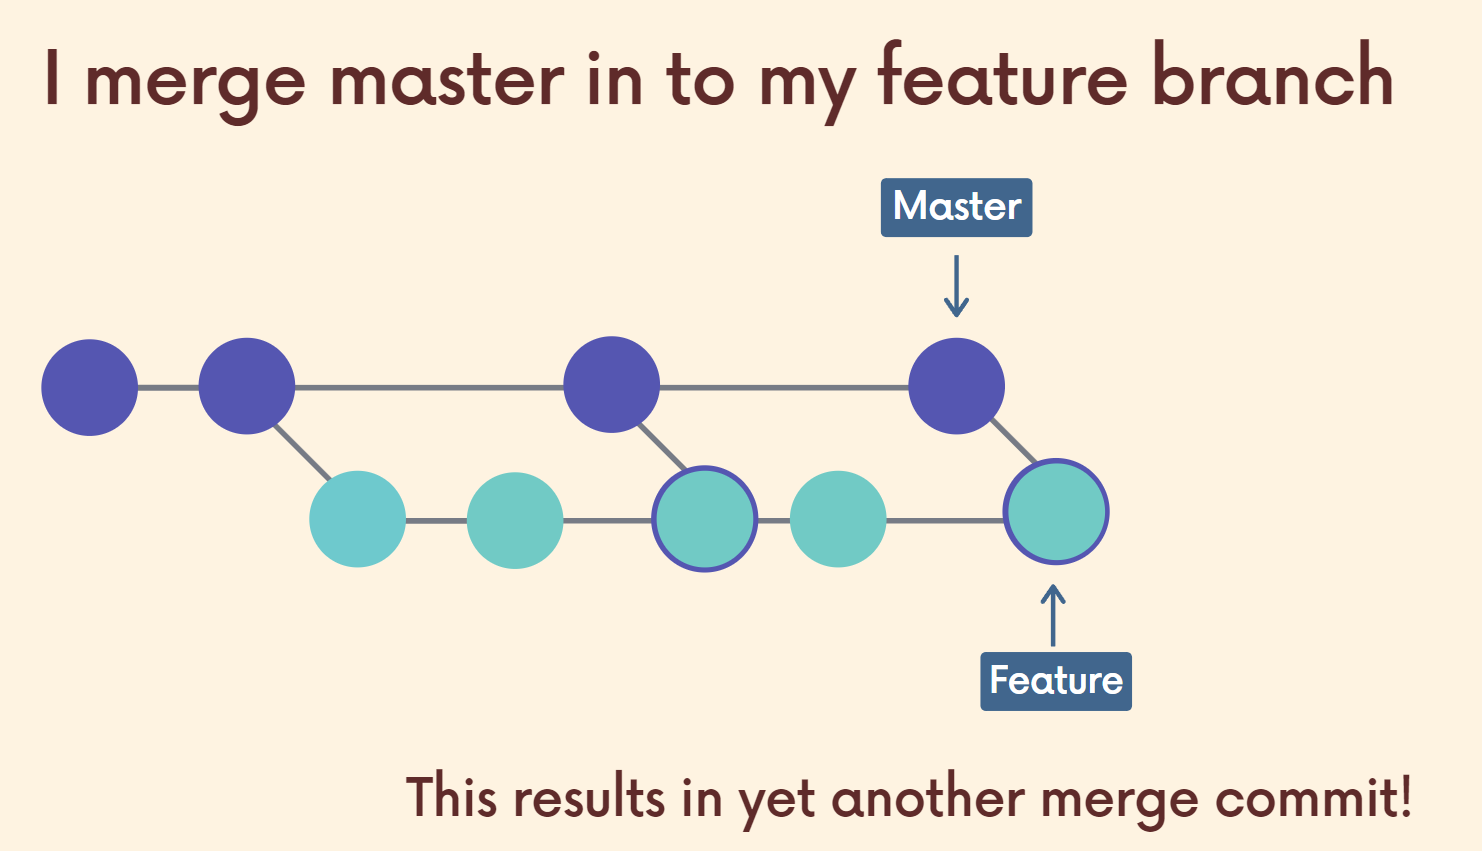 I merge master in to my feature branch
Master
Feature
This results in yet another merge commit!